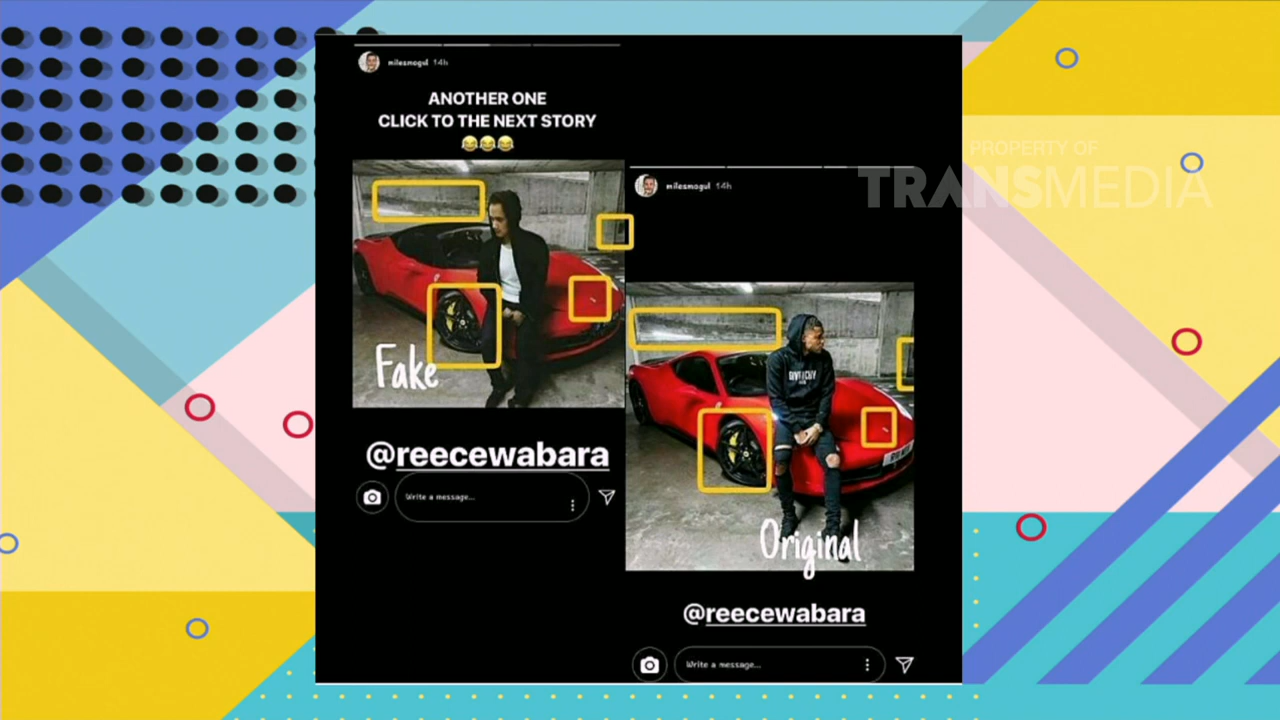 milesmogul 14h
ANOTHER ONE
CLICK TO THE NEXT STORY
😂😂😂
Fake
@reecewabara
Write a message...
PROPERTY OF
TRANSMEDIA
milesmogul 14h
GIVENCHY
Original
@reecewabara
Write a message...